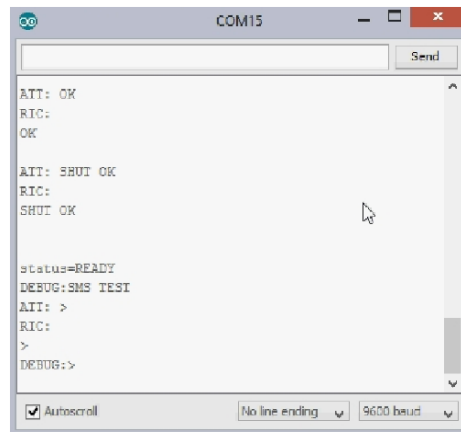 COM15
Send
ATT: OK
RIC:
OK
ATT: SHUT OK
RIC:
SHUT OK
status=READY
DEBUG:SMS TEST
ATT: >
RIC:
>
DEBUG:>
Autoscroll
No line ending
9600 baud